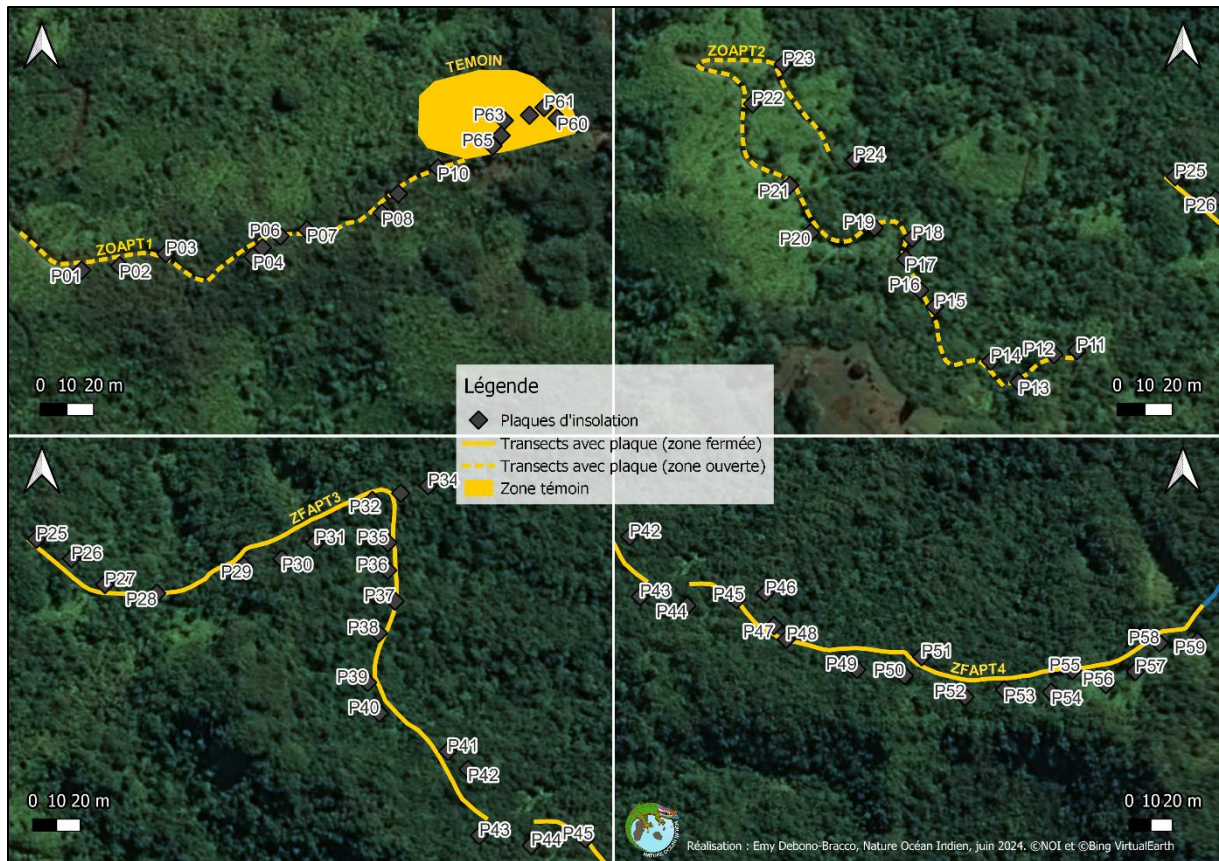 TEMOIN
P61
P63
P60
P65
P10
P08
P06
P07
ZOAPT1
P03
P04
P01
P02
0 10 20 m
ZOAPT2
P23
P22
P24
P25
P21
P26
P19
P20
P18
P17
P16
P15
P12
P11
P14
P13
0 10 20 m
Légende
Plaques d'insolation
Transects avec plaque (zone fermée)
Transects avec plaque (zone ouverte)
Zone témoin
P34
P32
ZFAPT3
P25
P35
P31
P26
P30
P36
P29
P27
P28
P37
P38
P39
P40
P41
P42
0 10 20 m
P43
P44
P45
P42
P43
P46
P45
P44
P47
P48
P58
P59
P51
P49
P50
ZFAPT4
P55
P57
P56
P52
P53
P54
0 10 20 m
Réalisation : Emy Debono-Bracco, Nature Océan Indien, juin 2024. ©NOI et ©Bing VirtualEarth